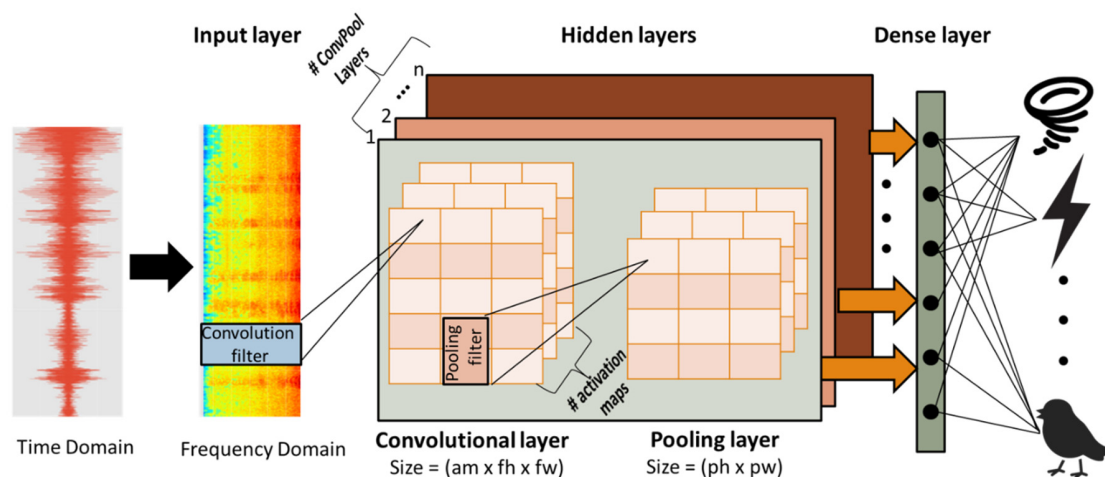 Input layer
# ConvPool
Layers
Hidden layers
Dense layer
1
2
...
n
Convolution
filter
Pooling
filter
# activation
maps
Time Domain
Frequency Domain
Convolutional layer
Size = (am x fh x fw)
Pooling layer
Size = (ph x pw)